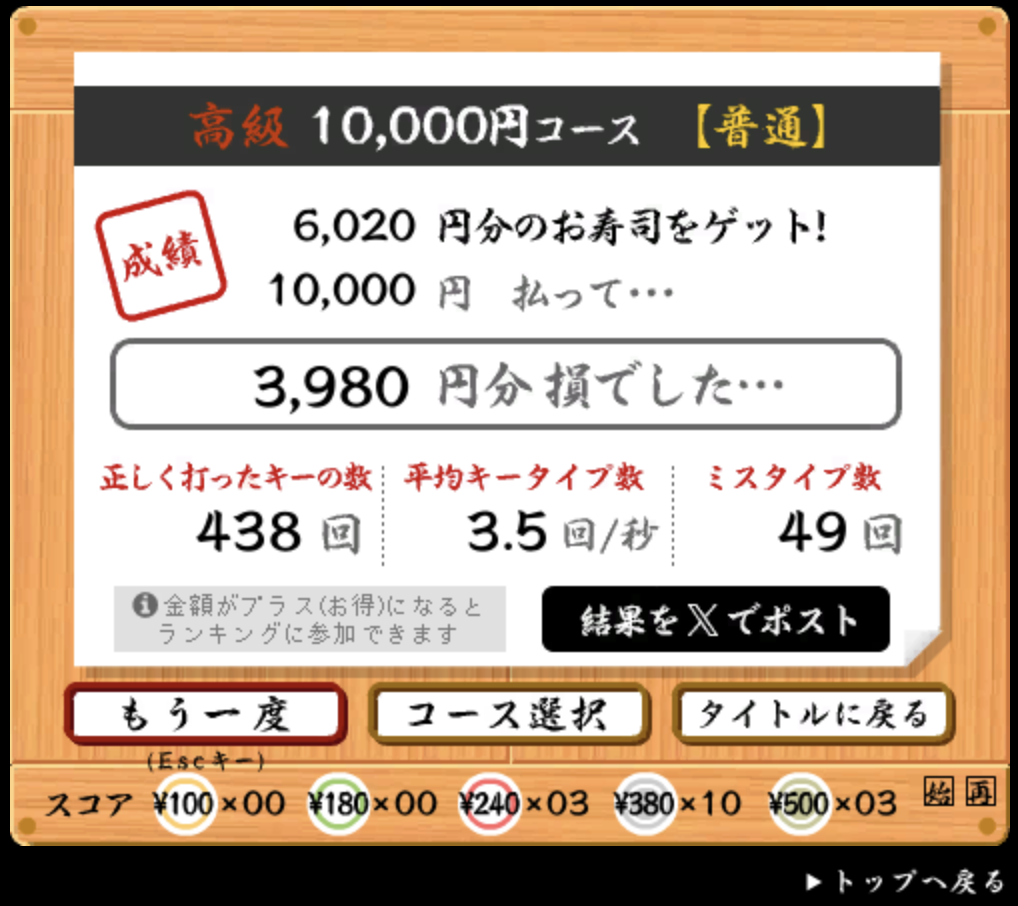 高級 10,000円コース 【普通】
成績
6,020 円分のお寿司をゲット!
10,000 円 払って…
3,980 円分 損でした…
正しく打ったキーの数 平均キータイプ数 ミスタイプ数
438 回 3.5 回/秒 49 回
金額がプラス(お得)になると
ランキングに参加できます
結果を𝕏でポスト
もう一度 コース選択 タイトルに戻る
(Escキー)
スコア ¥100×00 ¥180×00 ¥240×03 ¥380×10 ¥500×03 始 再
▶トップへ戻る